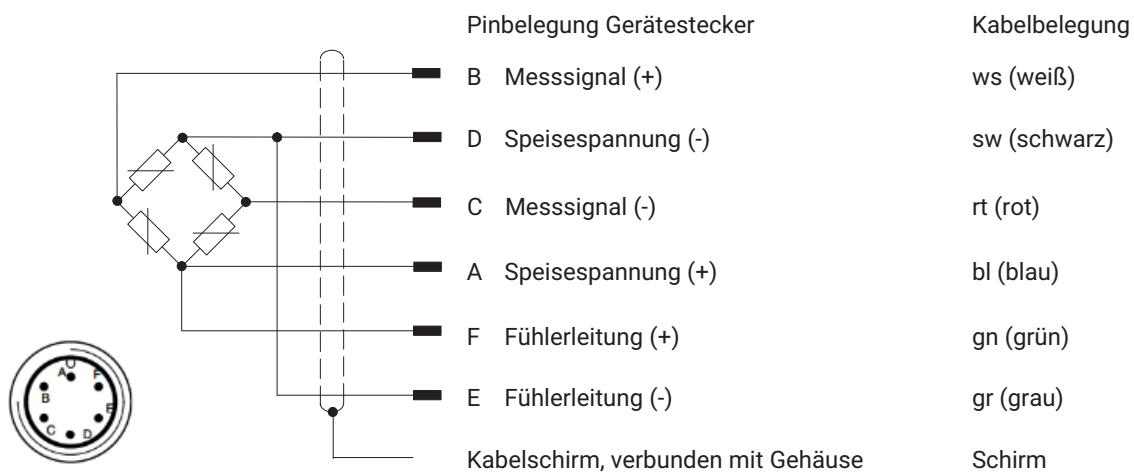 Pinbelegung Gerätestecker Kabelbelegung
B Messsignal (+) ws (weiß)
D Speisespannung (-) sw (schwarz)
C Messsignal (-) rt (rot)
A Speisespannung (+) bl (blau)
F Fühlerleitung (+) gn (grün)
E Fühlerleitung (-) gr (grau)
Kabelschirm, verbunden mit Gehäuse Schirm
A F
B E
C D